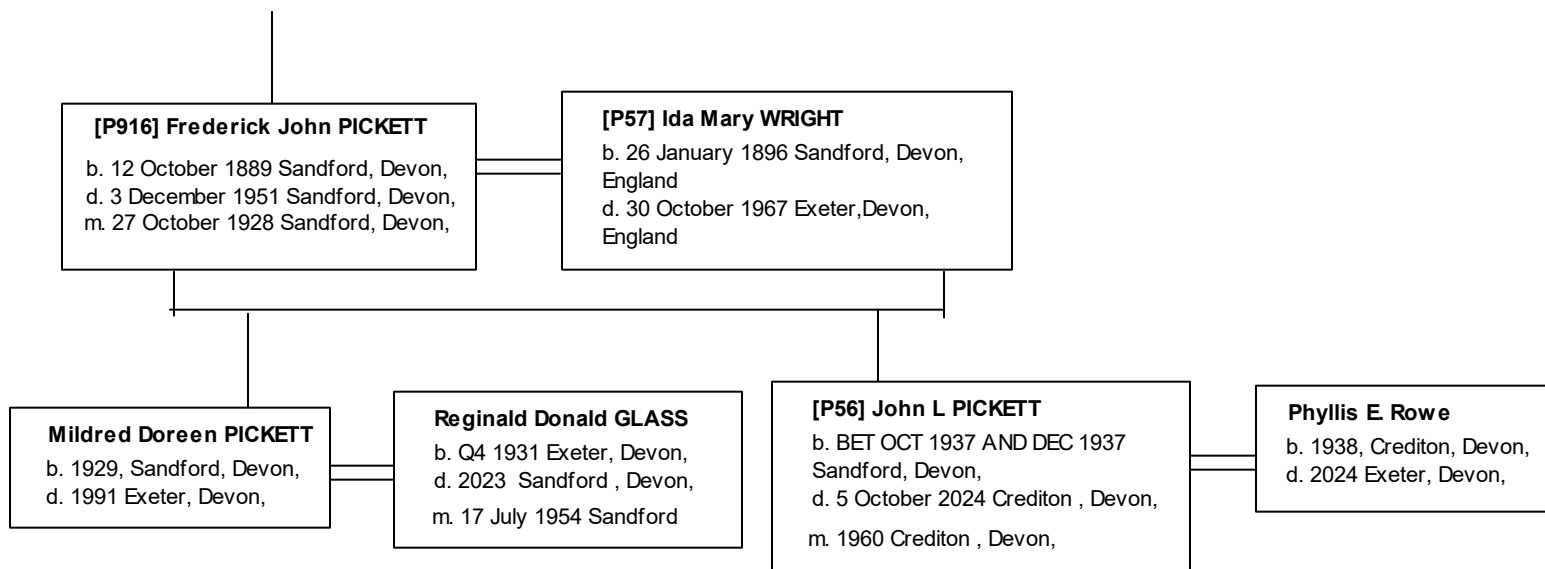 [P916] Frederick John PICKETT
b. 12 October 1889 Sandford, Devon,
d. 3 December 1951 Sandford, Devon,
m. 27 October 1928 Sandford, Devon,
[P57] Ida Mary WRIGHT
b. 26 January 1896 Sandford, Devon,
England
d. 30 October 1967 Exeter,Devon,
England
Mildred Doreen PICKETT
b. 1929, Sandford, Devon,
d. 1991 Exeter, Devon,
Reginald Donald GLASS
b. Q4 1931 Exeter, Devon,
d. 2023 Sandford , Devon,
m. 17 July 1954 Sandford
[P56] John L PICKETT
b. BET OCT 1937 AND DEC 1937
Sandford, Devon,
d. 5 October 2024 Crediton , Devon,
m. 1960 Crediton , Devon,
Phyllis E. Rowe
b. 1938, Crediton, Devon,
d. 2024 Exeter, Devon,